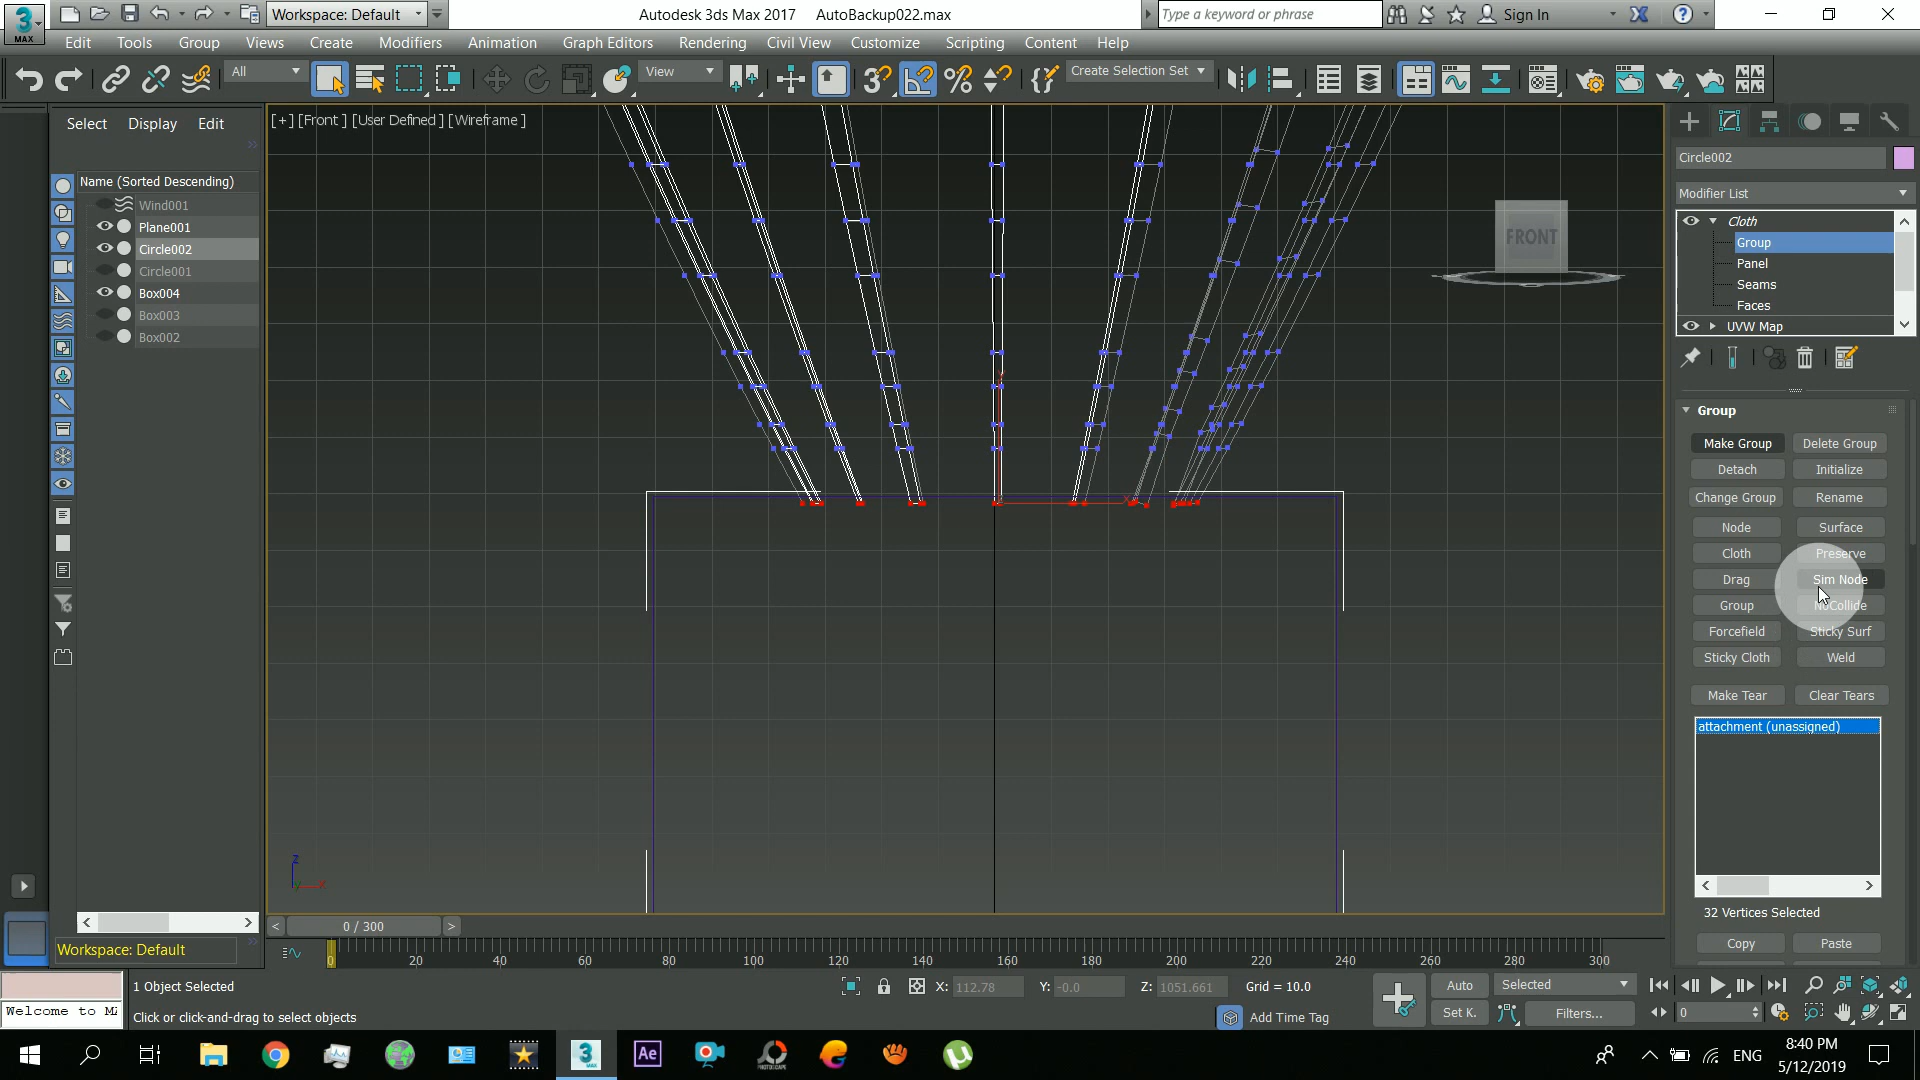 Workspace: Default
Autodesk 3ds Max 2017 AutoBackup022.max
Type a keyword or phrase
Sign In
MAX
Edit Tools Group Views Create Modifiers Animation Graph Editors Rendering Civil View Customize Scripting Content Help
All
View
Create Selection Set
Select Display Edit
[+] [Front ] [User Defined ] [Wireframe ]
Name (Sorted Descending)
Wind001
Plane001
Circle002
Circle001
Box004
Box003
Box002
FRONT
Circle002
Modifier List
Cloth
Group
Panel
Seams
Faces
UVW Map
Group
Make Group Delete Group
Detach Initialize
Change Group Rename
Node Surface
Cloth Preserve
Drag Sim Node
Group NoCollide
Forcefield Sticky Surf
Sticky Cloth Weld
Make Tear Clear Tears
attachment (unassigned)
32 Vertices Selected
Copy Paste
z
x
0 / 300
Workspace: Default
0 20 40 60 80 100 120 140 160 180 200 220 240 260 280 300
1 Object Selected
X: 112.78 Y: -0.0 Z: 1051.661 Grid = 10.0
Auto Selected
Welcome to M
Click or click-and-drag to select objects
Add Time Tag
Set K. Filters...
0
3
Ae
PHOTOSCAPE
ENG
8:40 PM
5/12/2019